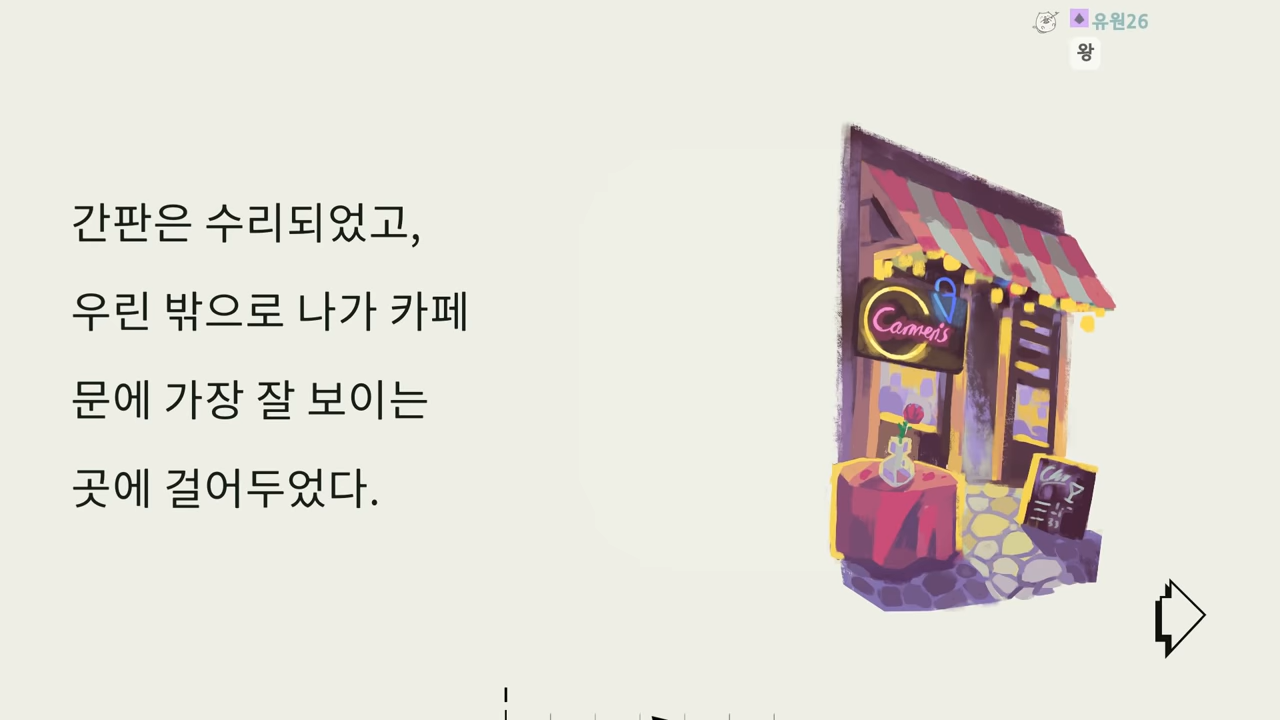 유원26
왕
간판은 수리되었고,
우린 밖으로 나가 카페
문에 가장 잘 보이는
곳에 걸어두었다.
Carmen's